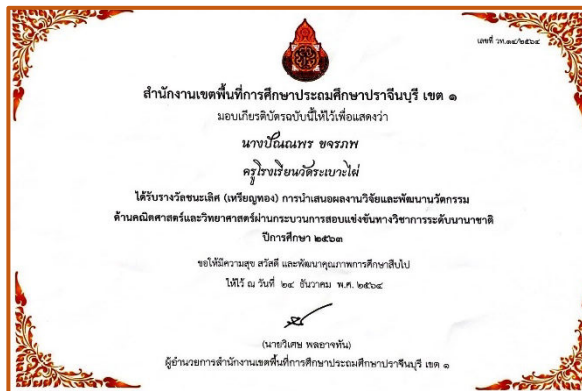 เลขที่ วท.๓๔/๒๕๖๔
สำนักงานเขตพื้นที่การศึกษาประถมศึกษาปราจีนบุรี เขต ๑
มอบเกียรติบัตรฉบับนี้ให้ไว้เพื่อแสดงว่า
นางปัณณพร ขจรภพ
ครูโรงเรียนวัดระเบาะไผ่
ได้รับรางวัลชนะเลิศ (เหรียญทอง) การนำเสนอผลงานวิจัยและพัฒนานวัตกรรม
ด้านคณิตศาสตร์และวิทยาศาสตร์ผ่านกระบวนการสอบแข่งขันทางวิชาการระดับนานาชาติ
ปีการศึกษา ๒๕๖๓
ขอให้มีความสุข สวัสดี และพัฒนาคุณภาพการศึกษาสืบไป
ให้ไว้ ณ วันที่ ๒๔ ธันวาคม พ.ศ. ๒๕๖๔
(นายวิเศษ พลอาจทัน)
ผู้อำนวยการสำนักงานเขตพื้นที่การศึกษาประถมศึกษาปราจีนบุรี เขต ๑